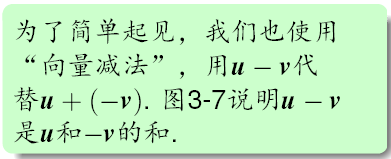 为了简单起见，我们也使用
“向量减法”，用u − v代
替u + (−v). 图3-7说明u − v
是u和−v的和.